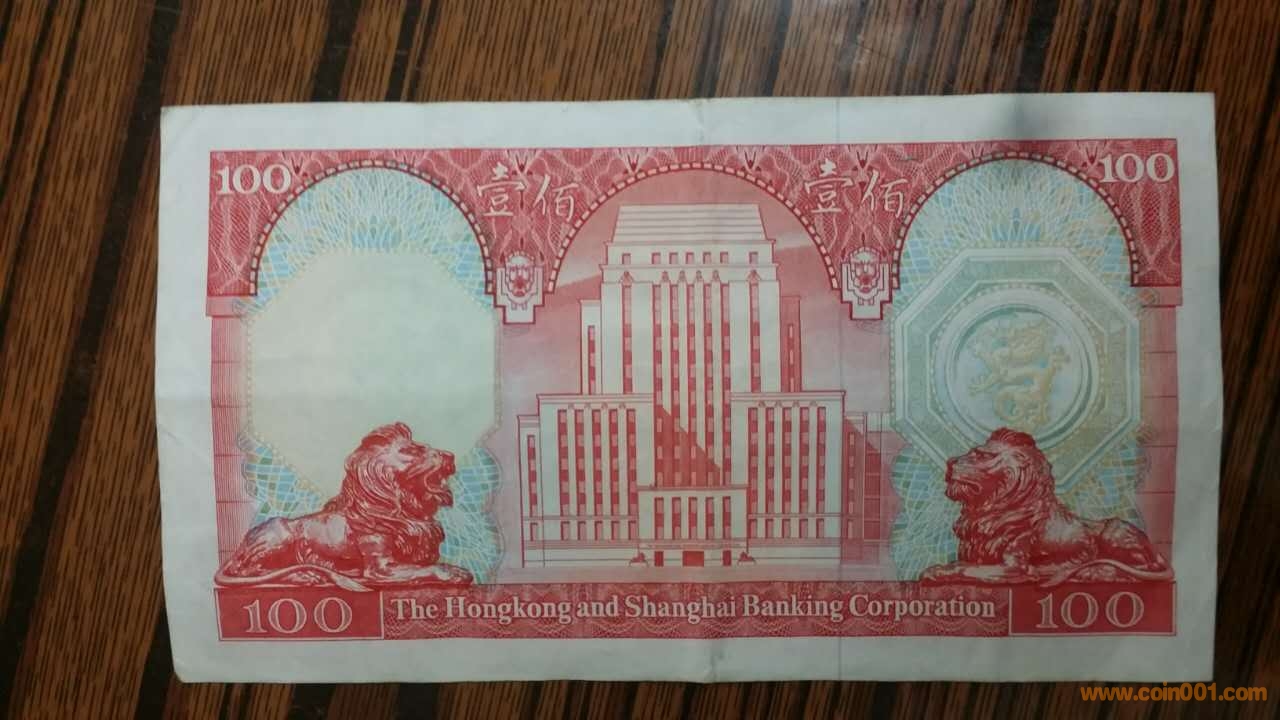 100 壹佰 壹佰 100
100 The Hongkong and Shanghai Banking Corporation 100
www.coin001.com